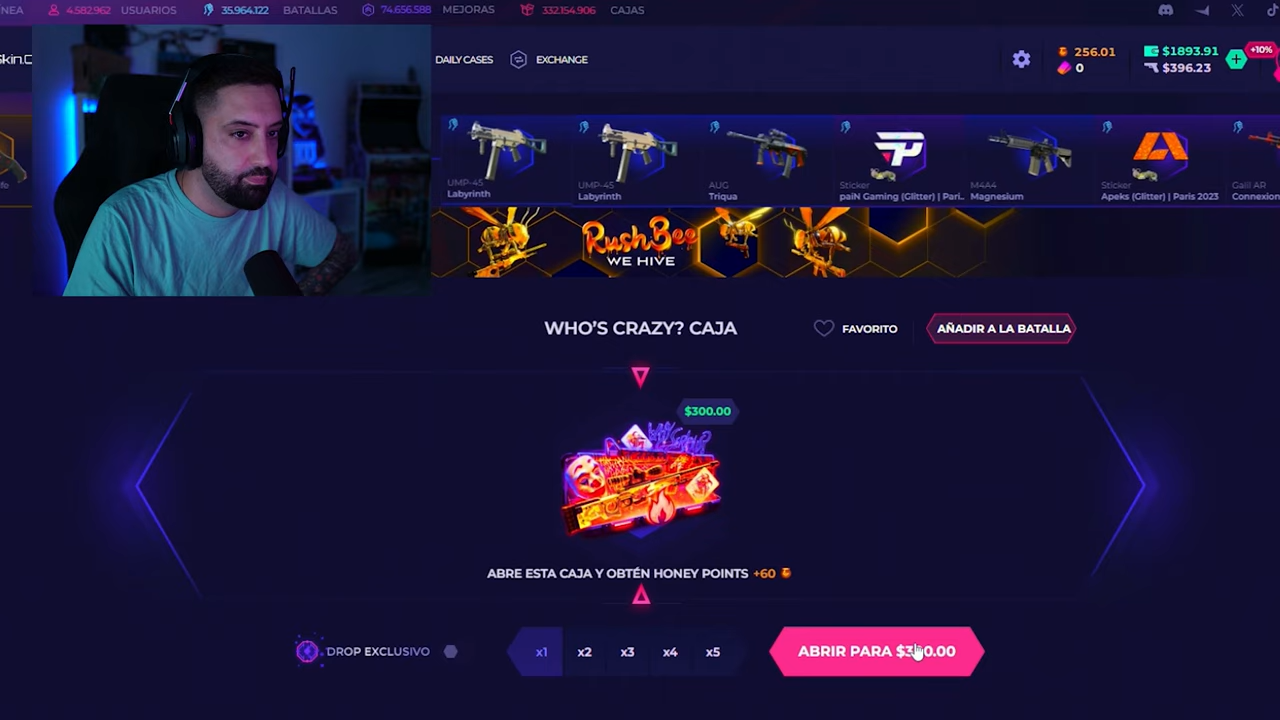 NEA 4.582.962 USUARIOS 35.964.122 BATALLAS 74.656.588 MEJORAS 332.154.906 CAJAS
Skin.C
DAILY CASES EXCHANGE
256.01
0
$1893.91
$396.23
+
+10%
UMP-45
Labyrinth
UMP-45
Labyrinth
AUG
Triqua
Sticker
paiN Gaming (Glitter) | Pari..
M4A4
Magnesium
Sticker
Apeks (Glitter) | Paris 2023
Galil AR
Connexion
RushBee
WE HIVE
WHO'S CRAZY? CAJA
FAVORITO
AÑADIR A LA BATALLA
$300.00
ABRE ESTA CAJA Y OBTÉN HONEY POINTS +60
DROP EXCLUSIVO
x1 x2 x3 x4 x5
ABRIR PARA $300.00